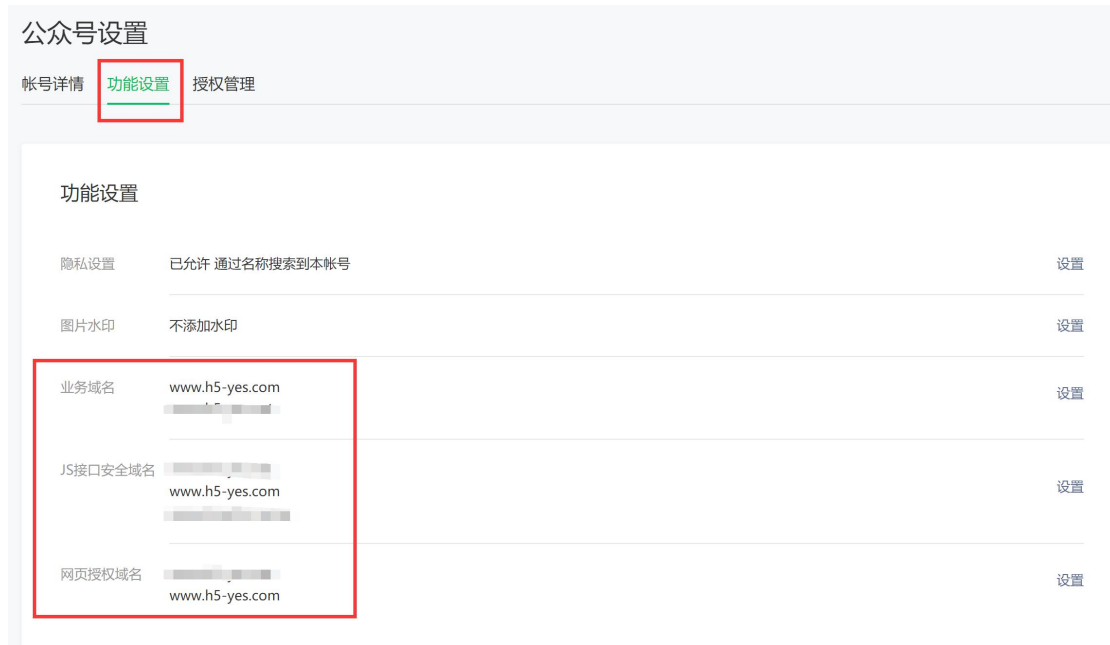 公众号设置
帐号详情 功能设置 授权管理
功能设置
隐私设置 已允许 通过名称搜索到本帐号 设置
图片水印 不添加水印 设置
业务域名 www.h5-yes.com 设置
JS接口安全域名
www.h5-yes.com 设置
网页授权域名 设置
www.h5-yes.com